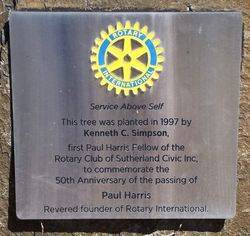 ROTARY
INTERNATIONAL
Service Above Self
This tree was planted in 1997 by
Kenneth C. Simpson,
first Paul Harris Fellow of the
Rotary Club of Sutherland Civic Inc,
to commemorate the
50th Anniversary of the passing of
Paul Harris
Revered founder of Rotary International.